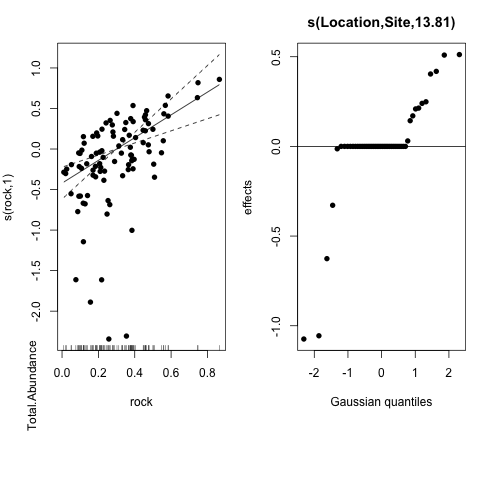 s(Location,Site,13.81)
s(rock,1)
1.0
0.5
0.0
-0.5
-1.0
-1.5
-2.0
Total.Abundance
0.0 0.2 0.4 0.6 0.8
rock
effects
0.5
0.0
-0.5
-1.0
-2 -1 0 1 2
Gaussian quantiles